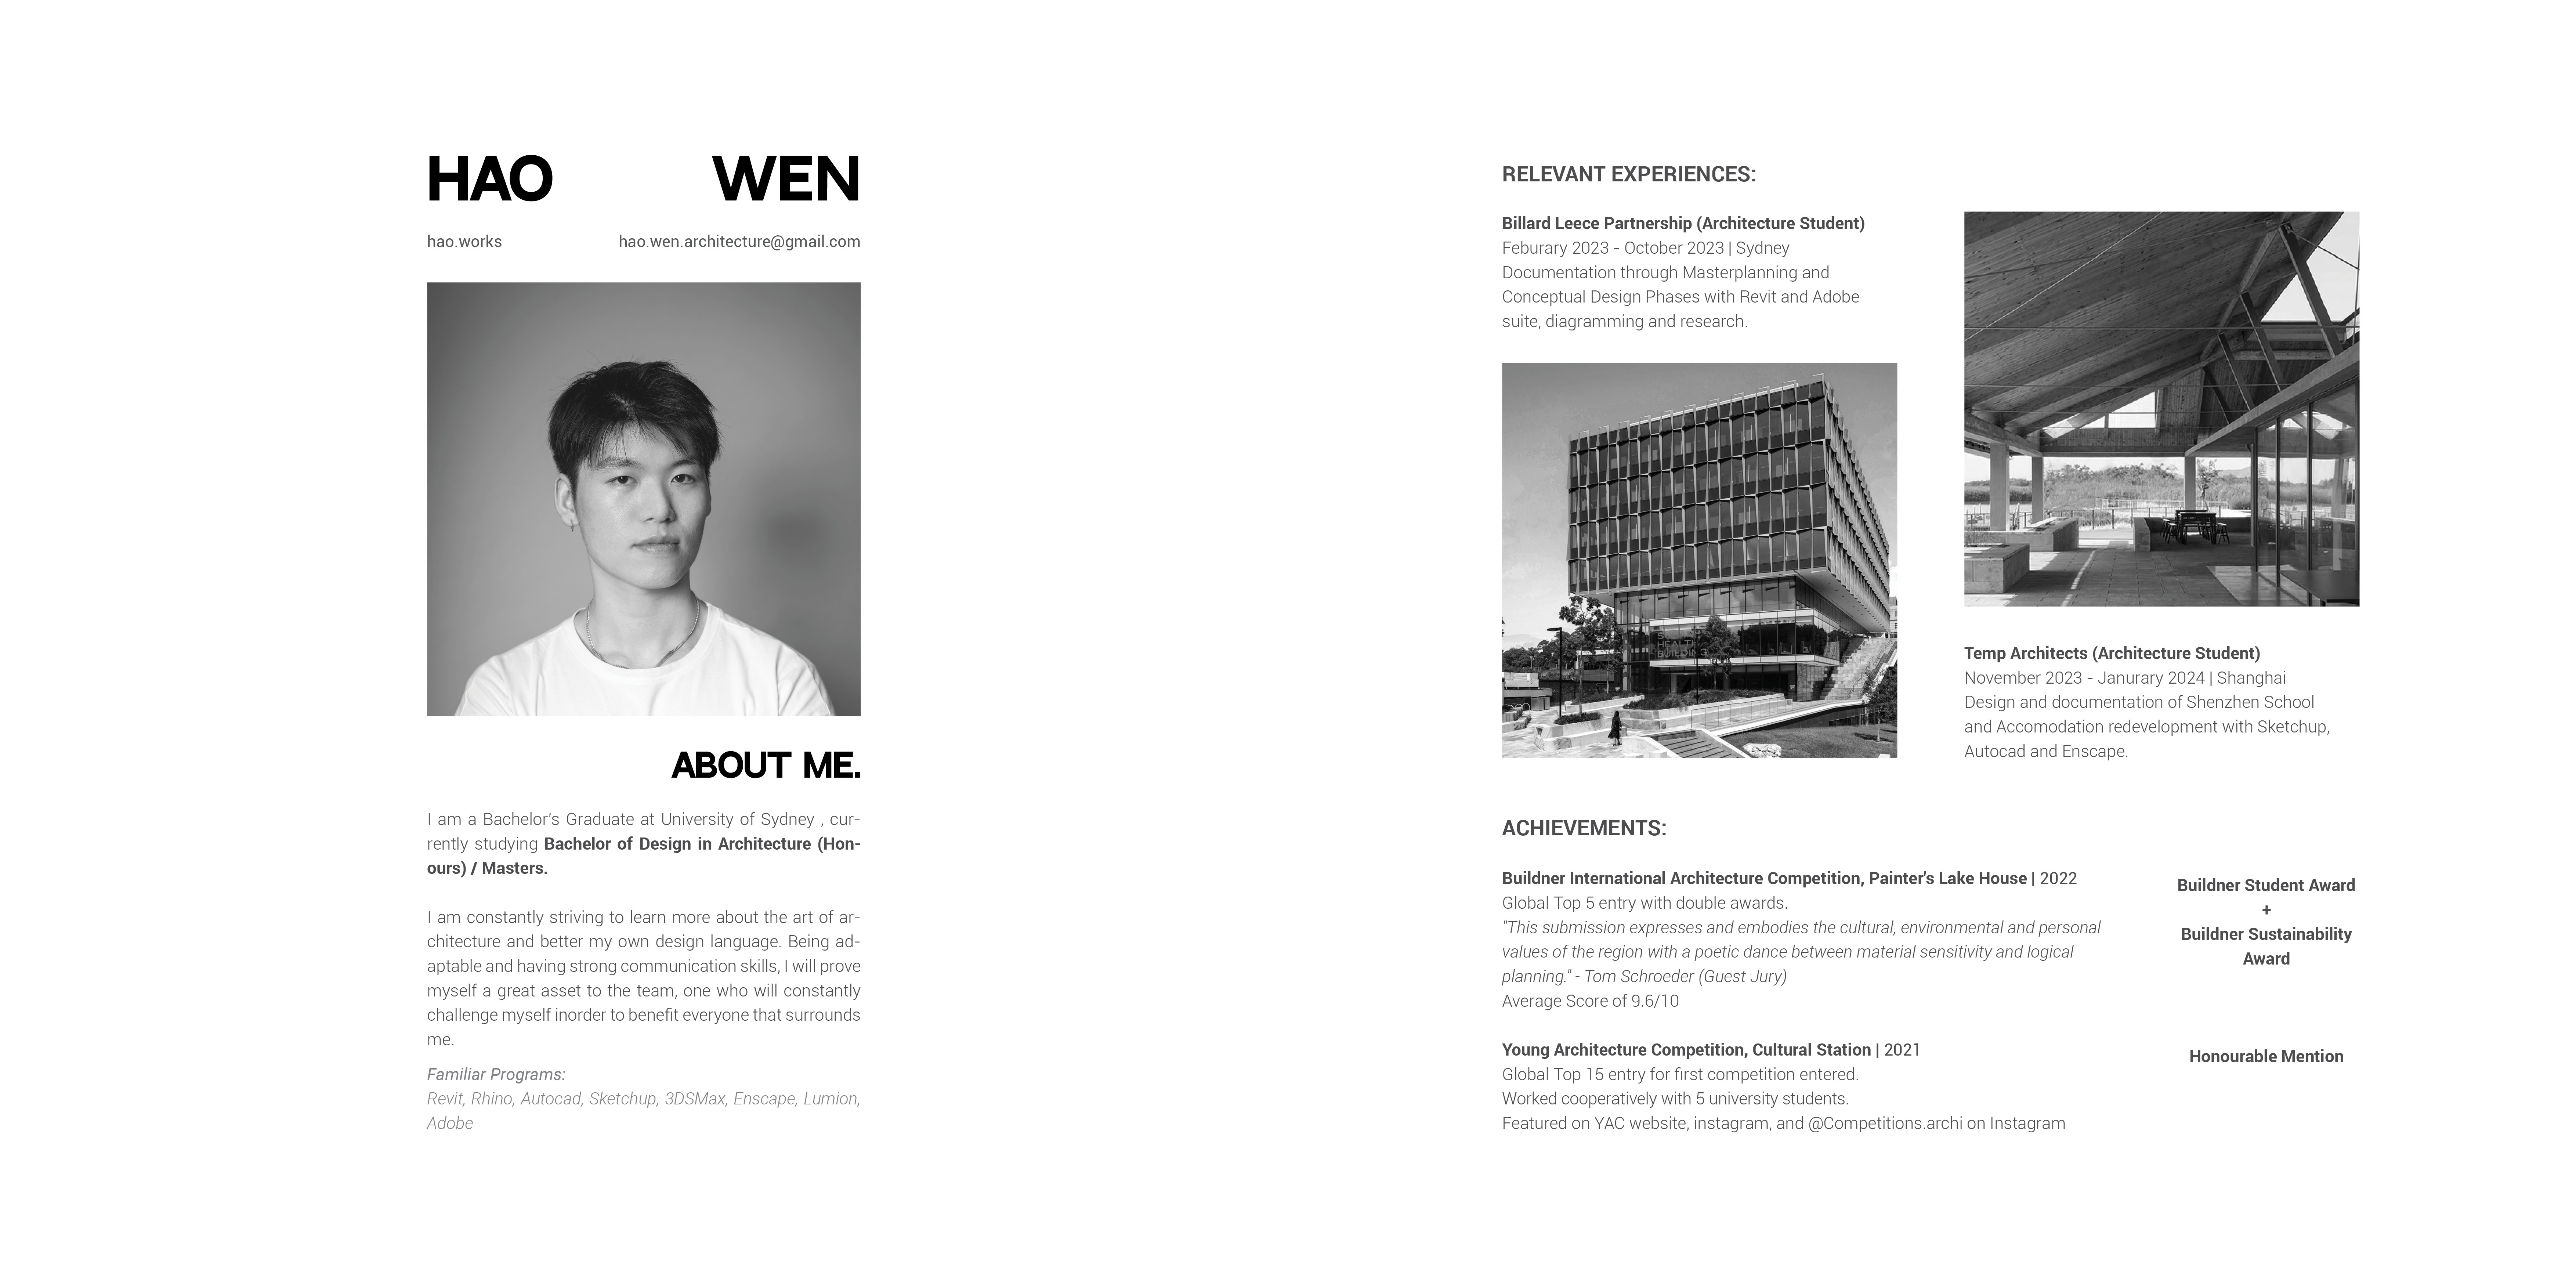 HAO WEN
hao.works hao.wen.architecture@gmail.com
ABOUT ME.
I am a Bachelor's Graduate at University of Sydney , cur-
rently studying Bachelor of Design in Architecture (Hon-
ours) / Masters.
I am constantly striving to learn more about the art of ar-
chitecture and better my own design language. Being ad-
aptable and having strong communication skills, I will prove
myself a great asset to the team, one who will constantly
challenge myself inorder to benefit everyone that surrounds
me.
Familiar Programs:
Revit, Rhino, Autocad, Sketchup, 3DSMax, Enscape, Lumion,
Adobe
RELEVANT EXPERIENCES:
Billard Leece Partnership (Architecture Student)
Feburary 2023 - October 2023 | Sydney
Documentation through Masterplanning and
Conceptual Design Phases with Revit and Adobe
suite, diagramming and research.
HEALTH
BUILDING
Temp Architects (Architecture Student)
November 2023 - Janurary 2024 | Shanghai
Design and documentation of Shenzhen School
and Accomodation redevelopment with Sketchup,
Autocad and Enscape.
ACHIEVEMENTS:
Buildner International Architecture Competition, Painter's Lake House | 2022
Global Top 5 entry with double awards.
"This submission expresses and embodies the cultural, environmental and personal
values of the region with a poetic dance between material sensitivity and logical
planning." - Tom Schroeder (Guest Jury)
Average Score of 9.6/10
Buildner Student Award
+
Buildner Sustainability
Award
Young Architecture Competition, Cultural Station | 2021
Global Top 15 entry for first competition entered.
Worked cooperatively with 5 university students.
Featured on YAC website, instagram, and @Competitions.archi on Instagram
Honourable Mention